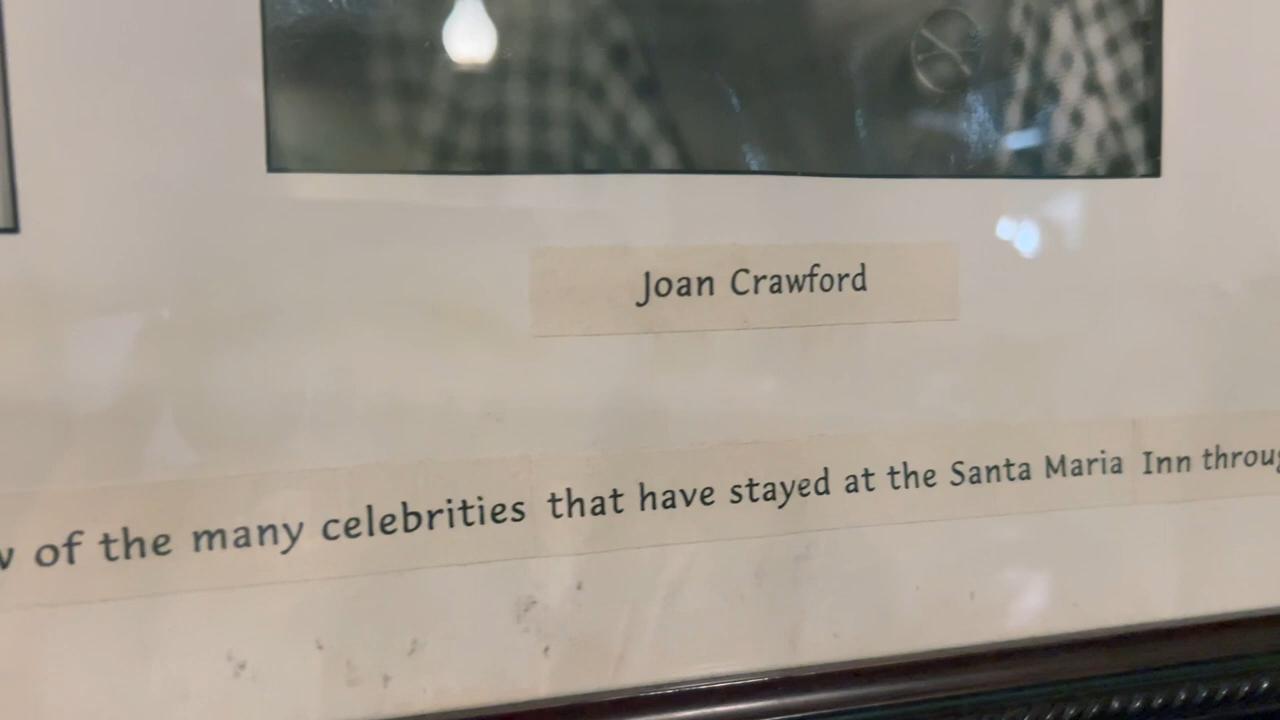 Joan Crawford
of the many celebrities that have stayed at the Santa Maria Inn